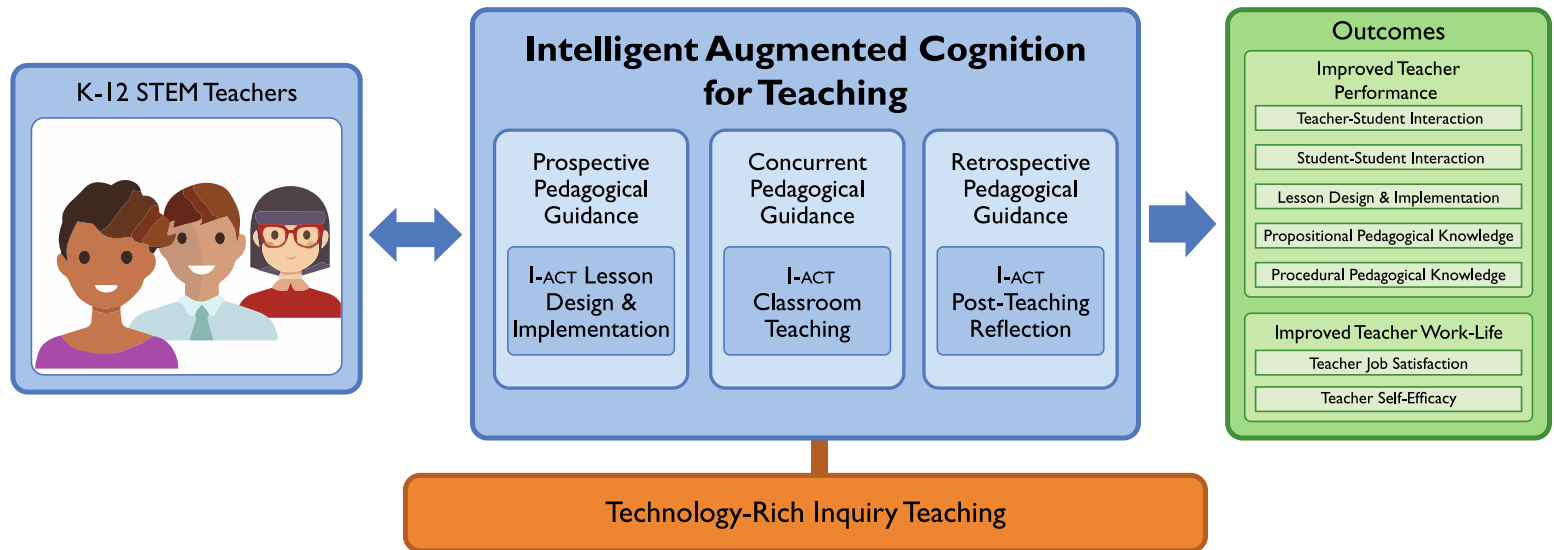 K-12 STEM Teachers
Intelligent Augmented Cognition
for Teaching
Prospective
Pedagogical
Guidance
I-ACT Lesson
Design &
Implementation
Concurrent
Pedagogical
Guidance
I-ACT
Classroom
Teaching
Retrospective
Pedagogical
Guidance
I-ACT
Post-Teaching
Reflection
Outcomes
Improved Teacher
Performance
Teacher-Student Interaction
Student-Student Interaction
Lesson Design & Implementation
Propositional Pedagogical Knowledge
Procedural Pedagogical Knowledge
Improved Teacher Work-Life
Teacher Job Satisfaction
Teacher Self-Efficacy
Technology-Rich Inquiry Teaching